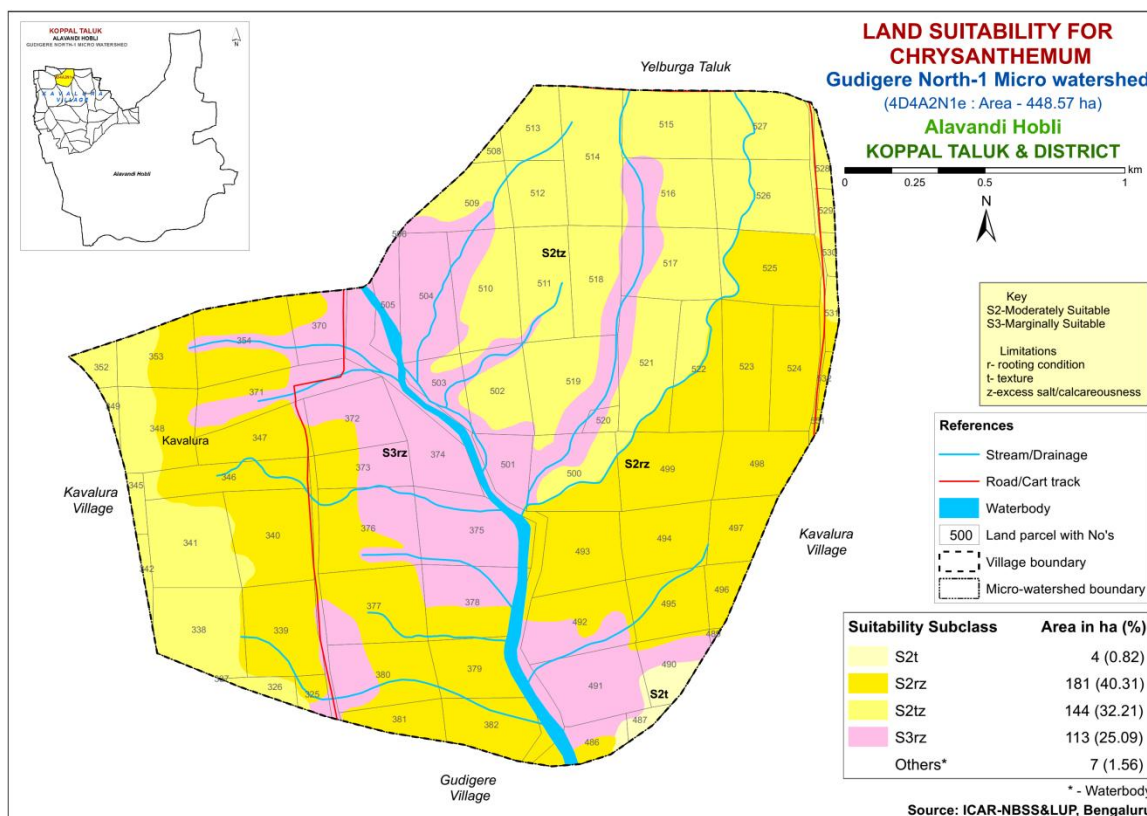 KOPPAL TALUK
ALAVANDI HOBLI
GUDIGERE NORTH-1 MICRO WATERSHED
N
KAVALURA
VILLAGE
Alavandi Hobli
LAND SUITABILITY FOR
CHRYSANTHEMUM
Gudigere North-1 Micro watershed
(4D4A2N1e : Area - 448.57 ha)
Alavandi Hobli
KOPPAL TALUK & DISTRICT
0 0.25 0.5 1 km
N
Yelburga Taluk
513
515
527
508
514
528
512
516
526
509
529
S2tz
530
525
517
504
510
511
518
505
370
531
354
353
352
503
521
522
523
524
519
371
502
349
372
520
348
Kavalura
347
S3rz
374
501
S2rz
373
500
499
498
346
345
Kavalura
Village
376
375
497
340
494
341
493
Kavalura
Village
342
378
496
495
377
492
338
339
490
379
491
380
326
325
S2t
487
381
382
486
Gudigere
Village
Key
S2-Moderately Suitable
S3-Marginally Suitable
Limitations
r- rooting condition
t- texture
z-excess salt/calcareousness
References
Stream/Drainage
Road/Cart track
Waterbody
500 Land parcel with No's
Village boundary
Micro-watershed boundary
Suitability Subclass Area in ha (%)
S2t 4 (0.82)
S2rz 181 (40.31)
S2tz 144 (32.21)
S3rz 113 (25.09)
Others* 7 (1.56)
* - Waterbody
Source: ICAR-NBSS&LUP, Bengaluru